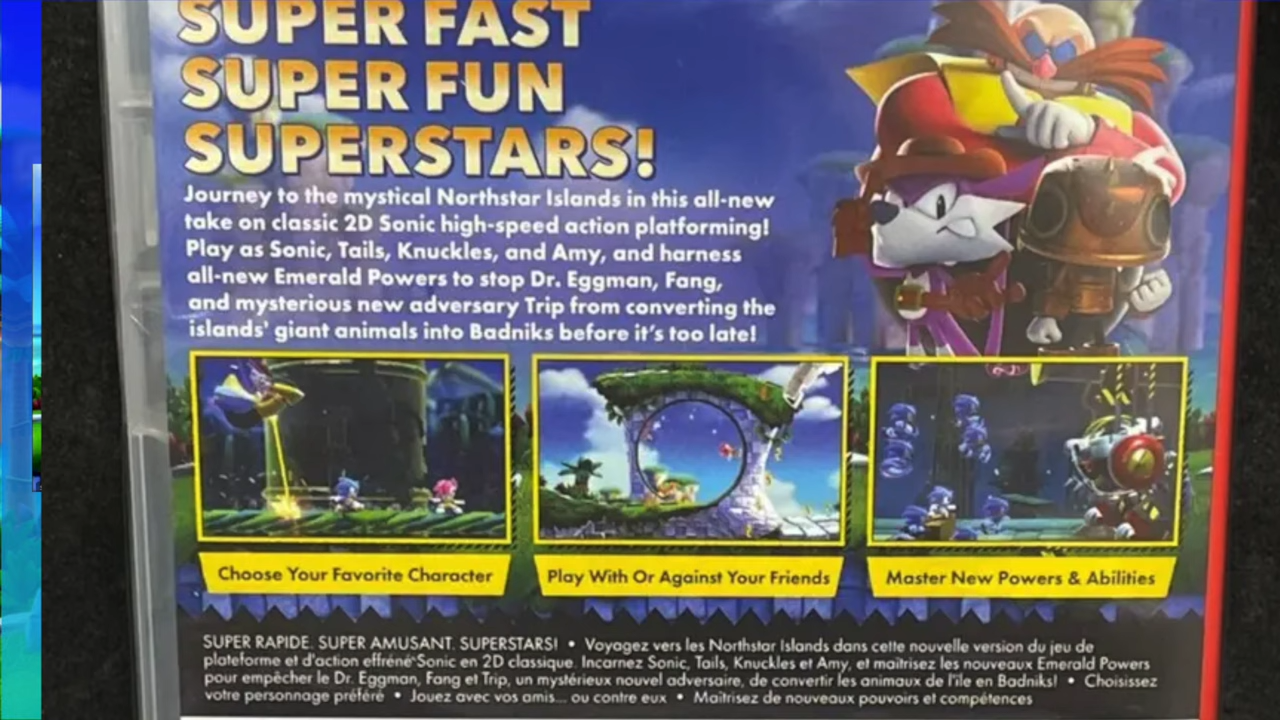 SUPER FAST
SUPER FUN
SUPERSTARS!
Journey to the mystical Northstar Islands in this all-new
take on classic 2D Sonic high-speed action platforming!
Play as Sonic, Tails, Knuckles, and Amy, and harness
all-new Emerald Powers to stop Dr. Eggman, Fang,
and mysterious new adversary Trip from converting the
islands' giant animals into Badniks before it's too late!
Choose Your Favorite Character
Play With Or Against Your Friends
Master New Powers & Abilities
SUPER RAPIDE. SUPER AMUSANT. SUPERSTARS! • Voyagez vers les Northstar Islands dans cette nouvelle version du jeu de
plateforme et d'action effréné Sonic en 2D classique. Incarnez Sonic, Tails, Knuckles et Amy, et maîtrisez les nouveaux Emerald Powers
pour empêcher le Dr. Eggman, Fang et Trip, un mystérieux nouvel adversaire, de convertir les animaux de l'île en Badniks! • Choisissez
votre personnage préféré • Jouez avec vos amis... ou contre eux • Maîtrisez de nouveaux pouvoirs et compétences